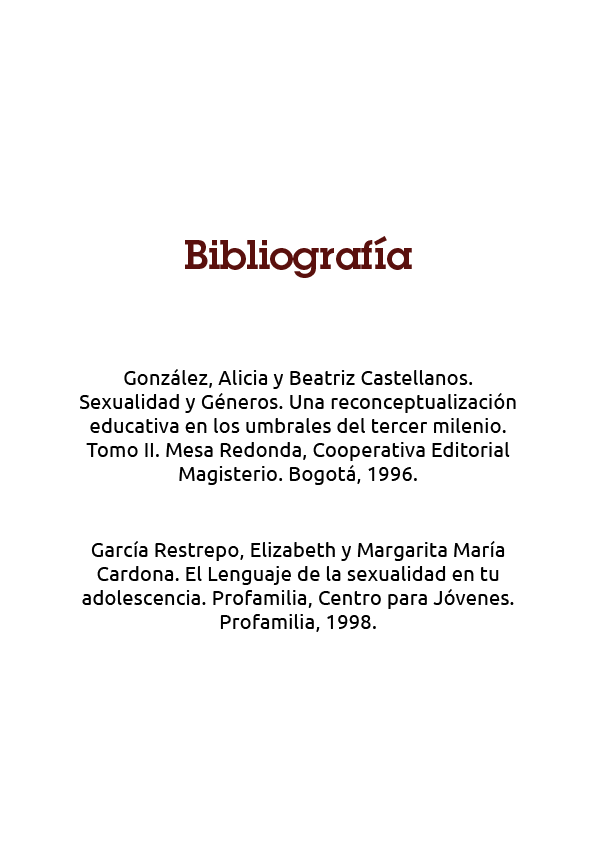 Bibliografía
González, Alicia y Beatriz Castellanos.
Sexualidad y Géneros. Una reconceptualización
educativa en los umbrales del tercer milenio.
Tomo II. Mesa Redonda, Cooperativa Editorial
Magisterio. Bogotá, 1996.
García Restrepo, Elizabeth y Margarita María
Cardona. El Lenguaje de la sexualidad en tu
adolescencia. Profamilia, Centro para Jóvenes.
Profamilia, 1998.